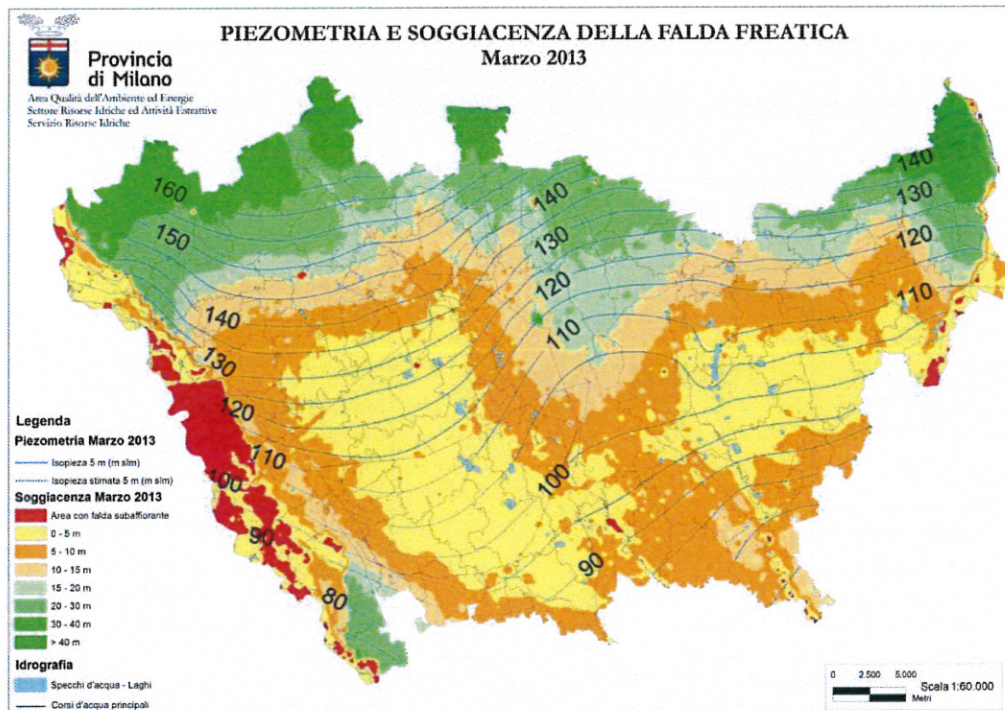 PIEZOMETRIA E SOGGIACENZA DELLA FALDA FREATICA
Marzo 2013
Provincia
di Milano
Area Qualità dell'Ambiente ed Energie
Settore Risorse Idriche ed Attività Estrattive
Servizio Risorse Idriche
160
150
140
130
120
110
100
90
80
140
130
120
110
100
90
140
130
120
110
Legenda
Piezometria Marzo 2013
Isopieza 5 m (m slm)
Isopieza stimata 5 m (m slm)
Soggiacenza Marzo 2013
Area con falda subaffiorante
0 - 5 m
5 - 10 m
10 - 15 m
15 - 20 m
20 - 30 m
30 - 40 m
> 40 m
Idrografia
Specchi d'acqua - Laghi
Corsi d'acqua principali
0 2.500 5.000
Metri
Scala 1:60.000